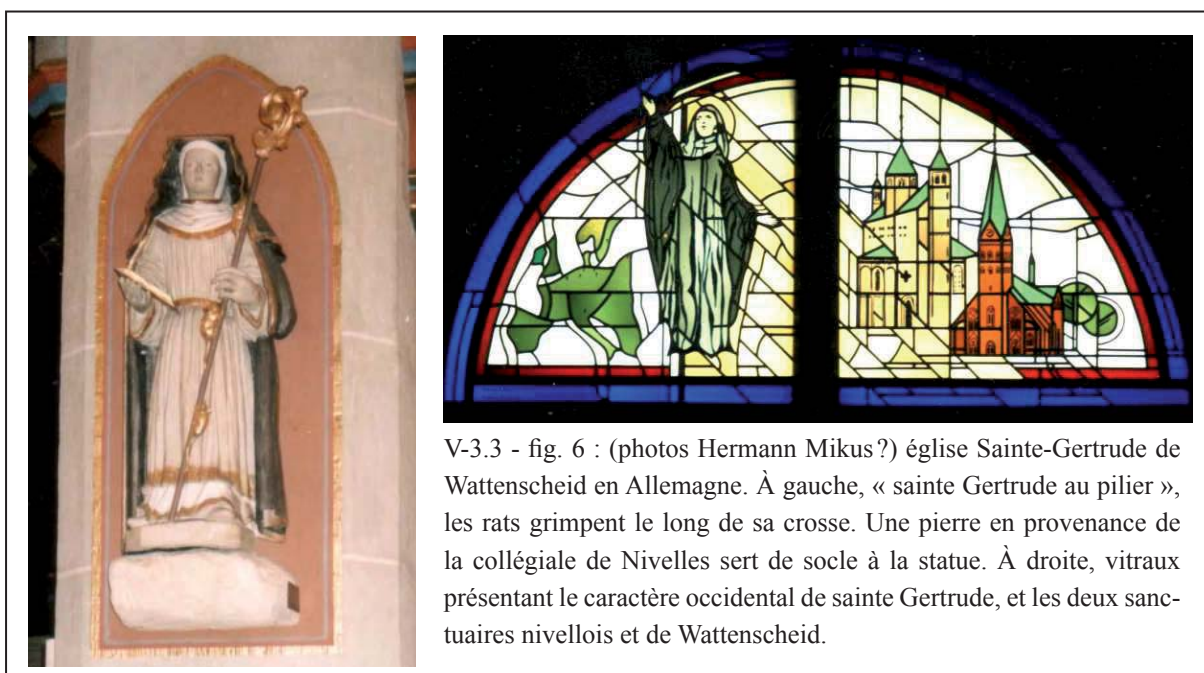 V-3.3 - fig. 6 : (photos Hermann Mikus ?) église Sainte-Gertrude de
Wattenscheid en Allemagne. À gauche, « sainte Gertrude au pilier »,
les rats grimpent le long de sa crosse. Une pierre en provenance de
la collégiale de Nivelles sert de socle à la statue. À droite, vitraux
présentant le caractère occidental de sainte Gertrude, et les deux sanc-
tuaires nivellois et de Wattenscheid.